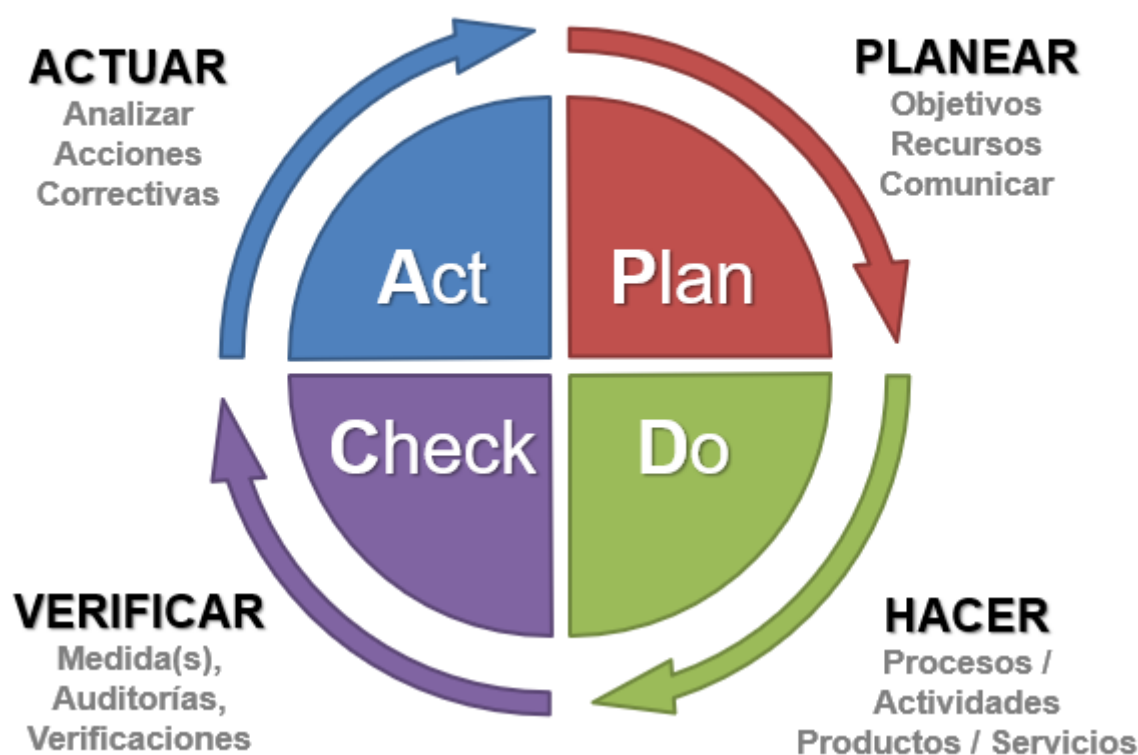 ACTUAR
Analizar
Acciones
Correctivas
PLANEAR
Objetivos
Recursos
Comunicar
Act
Plan
Check
Do
VERIFICAR
Medida(s),
Auditorías,
Verificaciones
HACER
Procesos /
Actividades
Productos / Servicios